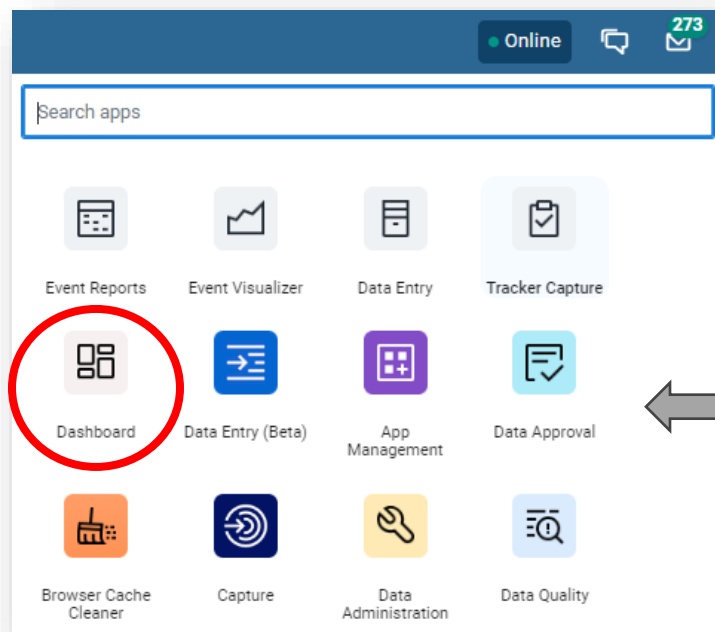 Online
273
Search apps
Event Reports
Event Visualizer
Data Entry
Tracker Capture
Dashboard
Data Entry (Beta)
App
Management
Data Approval
Browser Cache
Cleaner
Capture
Data
Administration
Data Quality